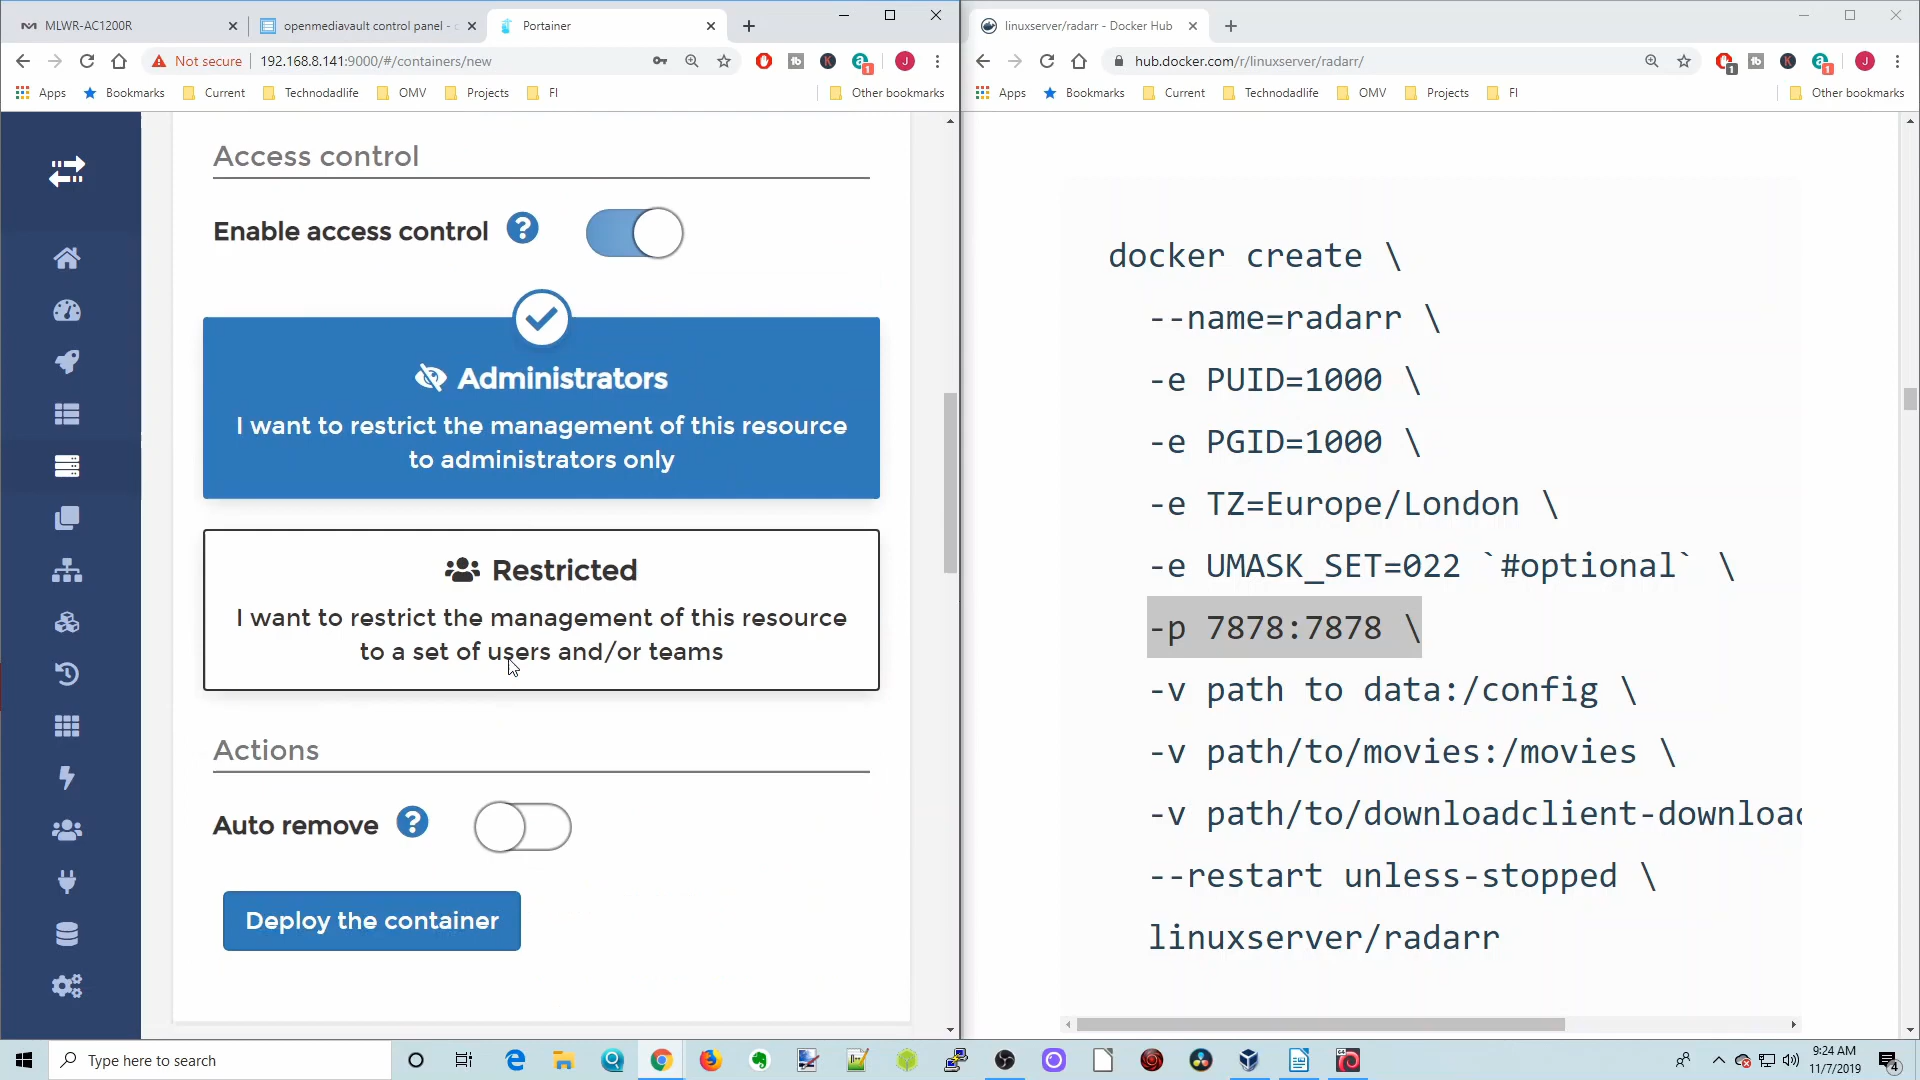 MLWR-AC1200R
openmediavault control panel - c
Portainer
linuxserver/radarr - Docker Hub
Not secure
192.168.8.141:9000/#/containers/new
1
J
hub.docker.com/r/linuxserver/radarr/
1
1
J
Apps
Bookmarks
Current
Technodadlife
OMV
Projects
FI
Other bookmarks
Apps
Bookmarks
Current
Technodadlife
OMV
Projects
FI
Other bookmarks
Access control
Enable access control
Administrators
I want to restrict the management of this resource
to administrators only
Restricted
I want to restrict the management of this resource
to a set of users and/or teams
Actions
Auto remove
Deploy the container
docker create \
--name=radarr \
-e PUID=1000 \
-e PGID=1000 \
-e TZ=Europe/London \
-e UMASK_SET=022 `#optional` \
-p 7878:7878 \
-v path to data:/config \
-v path/to/movies:/movies \
-v path/to/downloadclient-download
--restart unless-stopped \
linuxserver/radarr
Type here to search
9:24 AM
11/7/2019
4